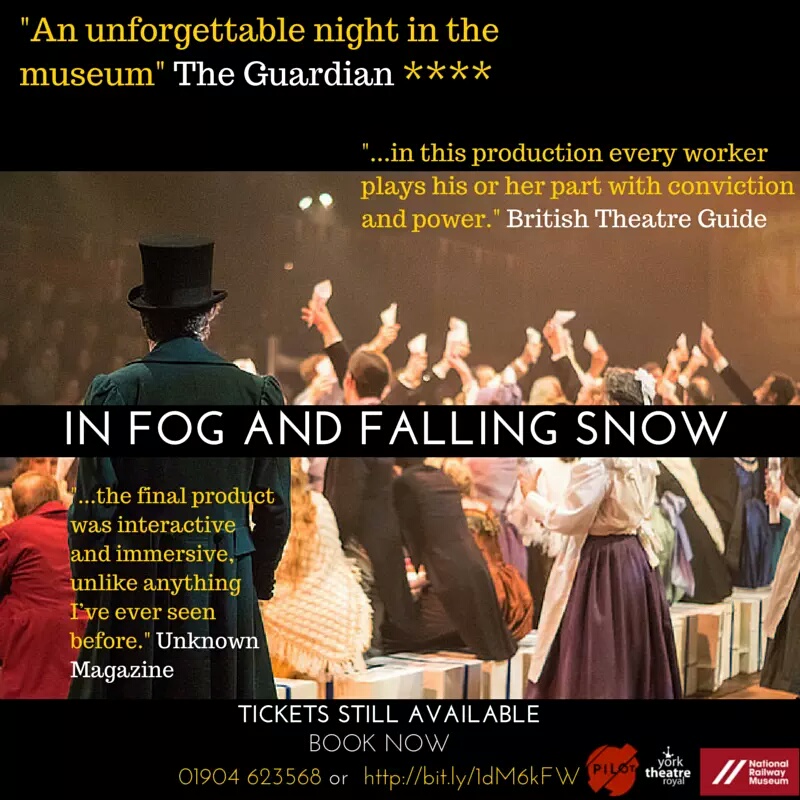 "An unforgettable night in the
museum" The Guardian ****
"...in this production every worker
plays his or her part with conviction
and power." British Theatre Guide
IN FOG AND FALLING SNOW
"...the final product
was interactive
and immersive,
unlike anything
I've ever seen
before." Unknown
Magazine
TICKETS STILL AVAILABLE
BOOK NOW
01904 623568 or http://bit.ly/1dM6kFW
PILOT
york
theatre
royal
National
Railway
Museum